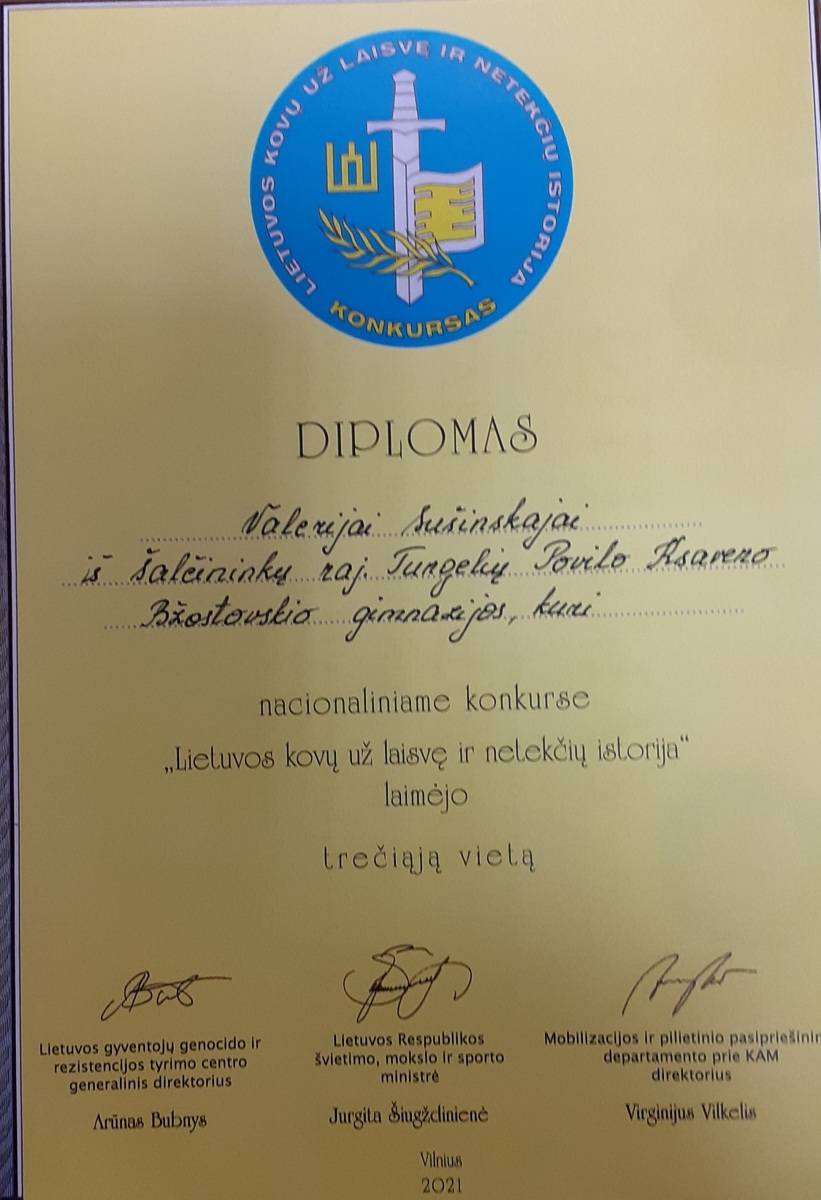 LIETUVOS KOVŲ UŽ LAISVĘ IR NETEKČIŲ ISTORIJA
KONKURSAS
DIPLOMAS
Valerijai Sušinskajai
iš Šalčininkų raj. Turgelių Povilo Ksavero
Bžostovskio gimnazijos, kuri
nacionaliniame konkurse
„Lietuvos kovų už laisvę ir netekčių istorija“
laimėjo
trečiąją vietą
Lietuvos gyventojų genocido ir
rezistencijos tyrimo centro
generalinis direktorius
Arūnas Bubnys
Lietuvos Respublikos
švietimo, mokslo ir sporto
ministrė
Jurgita Šiugždinienė
Mobilizacijos ir pilietinio pasipriešinim
departamento prie KAM
direktorius
Virginijus Vilkelis
Vilnius
2021